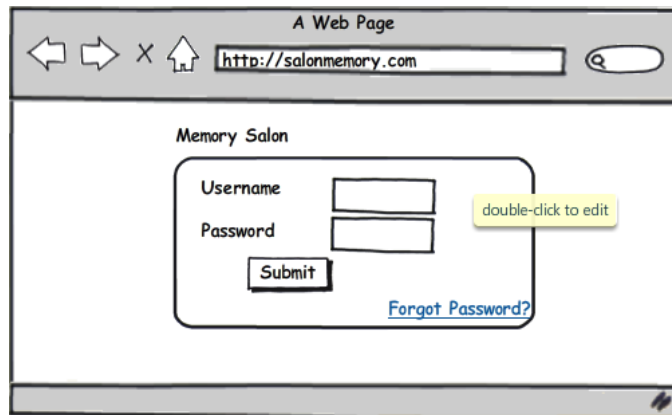 A Web Page
http://salonmemory.com
Memory Salon
Username
double-click to edit
Password
Submit
Forgot Password?